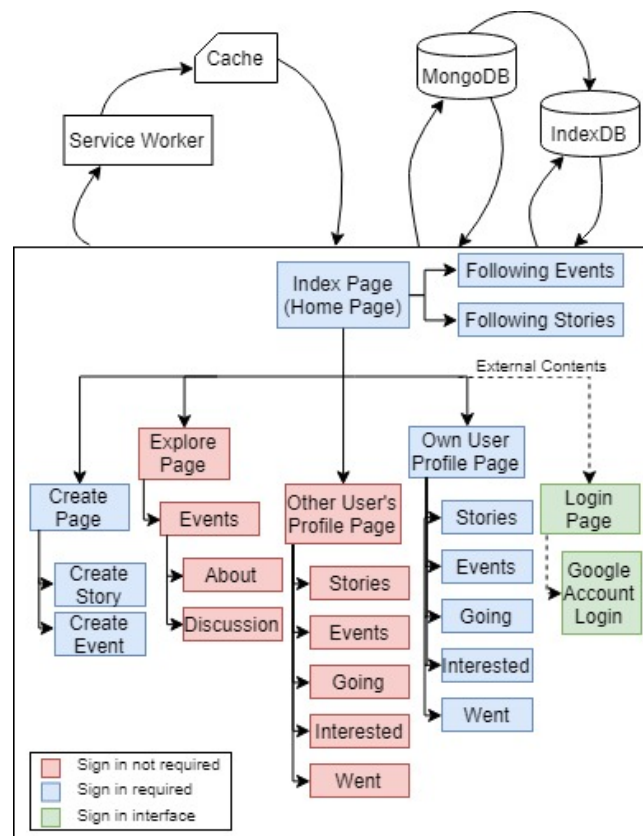 Cache
MongoDB
Service Worker
IndexDB
Index Page
(Home Page)
Following Events
Following Stories
External Contents
Explore
Page
Own User
Profile Page
Create
Page
Events
Other User's
Profile Page
Stories
Login
Page
Create
Story
Create
Event
About
Discussion
Stories
Events
Going
Interested
Went
Events
Going
Interested
Went
Google
Account
Login
Sign in not required
Sign in required
Sign in interface